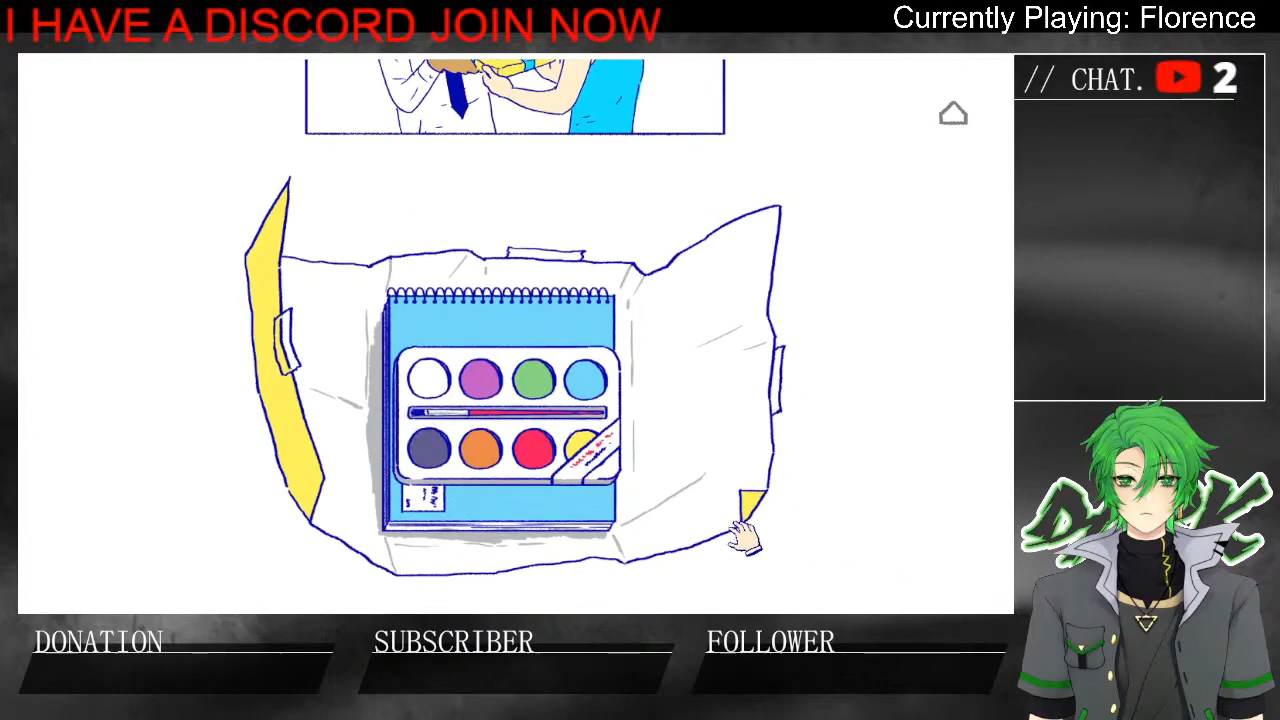 I HAVE A DISCORD JOIN NOW
Currently Playing: Florence
// CHAT. 2
DONATION
SUBSCRIBER
FOLLOWER